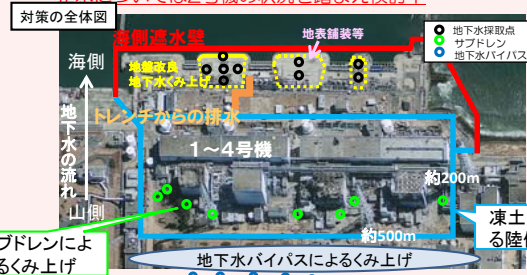 対策の全体図
海側遮水壁
地表舗装等
地下水採取点
サブドレン
地下水バイパス
海側
地盤改良
地下水くみ上げ
トレンチからの排水
地下水の流れ
1～4号機
約200m
山側
ブドレンによ
るくみ上げ
約500m
凍土
る陸
地下水バイパスによるくみ上げ